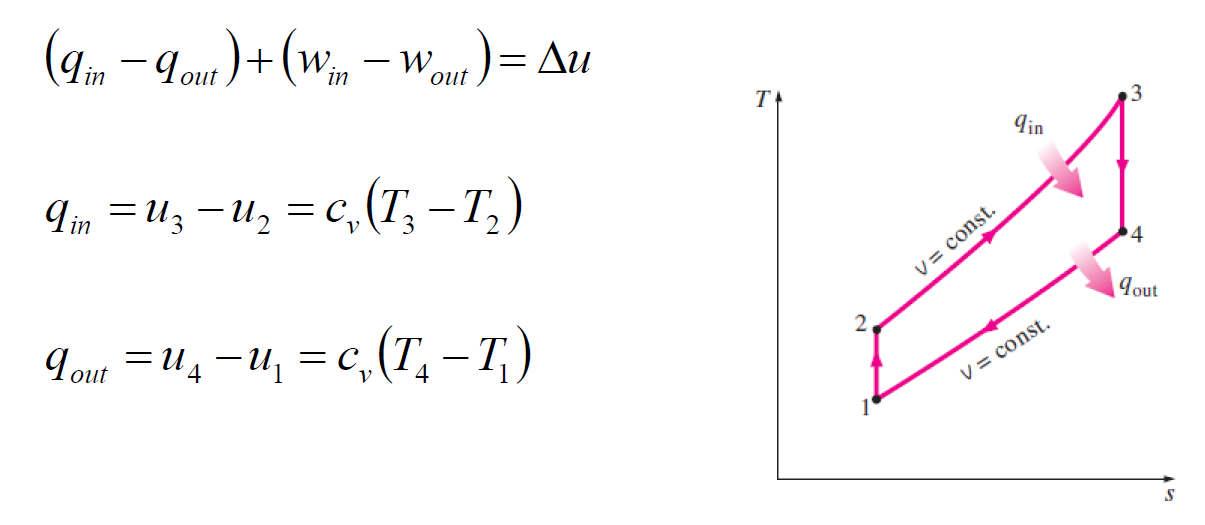 (q_in − q_out) + (w_in − w_out) = Δu
q_in = u_3 − u_2 = c_v(T_3 − T_2)
q_out = u_4 − u_1 = c_v(T_4 − T_1)
T
3
q_in
v = const.
4
q_out
2
v = const.
1
s